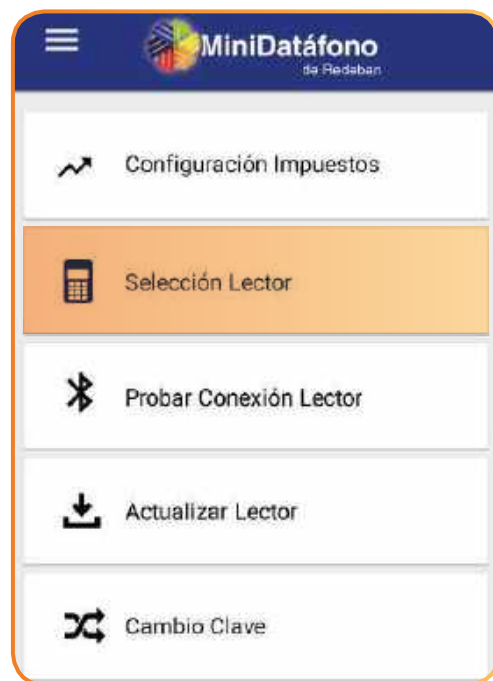 MiniDatáfono
de Redeban
Configuración Impuestos
Selección Lector
Probar Conexión Lector
Actualizar Lector
Cambio Clave